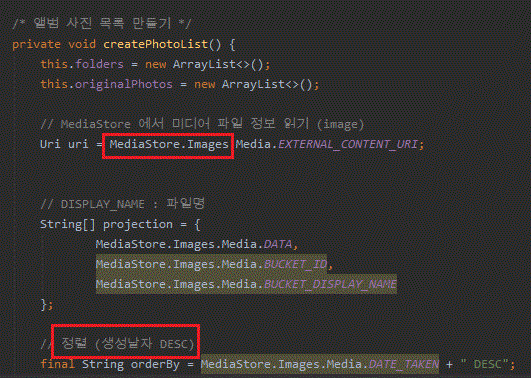 /* 앨범 사진 목록 만들기 */
private void createPhotoList() {
this.folders = new ArrayList<>();
this.originalPhotos = new ArrayList<>();
// MediaStore 에서 미디어 파일 정보 읽기 (image)
Uri uri = MediaStore.Images.Media.EXTERNAL_CONTENT_URI;
// DISPLAY_NAME : 파일명
String[] projection = {
MediaStore.Images.Media.DATA,
MediaStore.Images.Media.BUCKET_ID,
MediaStore.Images.Media.BUCKET_DISPLAY_NAME
};
// 정렬 (생성날자 DESC)
final String orderBy = MediaStore.Images.Media.DATE_TAKEN + " DESC";